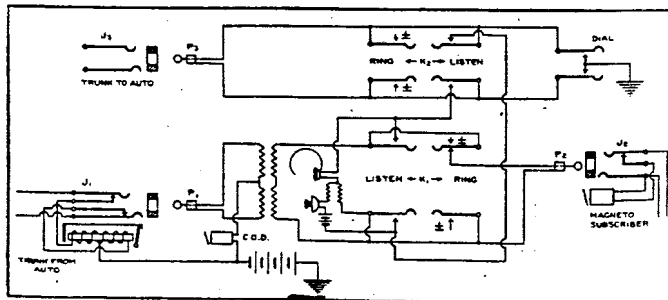 J3
P3
TRUNK TO AUTO
±
RING ← K2 → LISTEN
±
DIAL
J1
P1
TRUNK FROM AUTO
C.O.D.
LISTEN ← K1 → RING
±
±
P2
J2
MAGNETO SUBSCRIBER